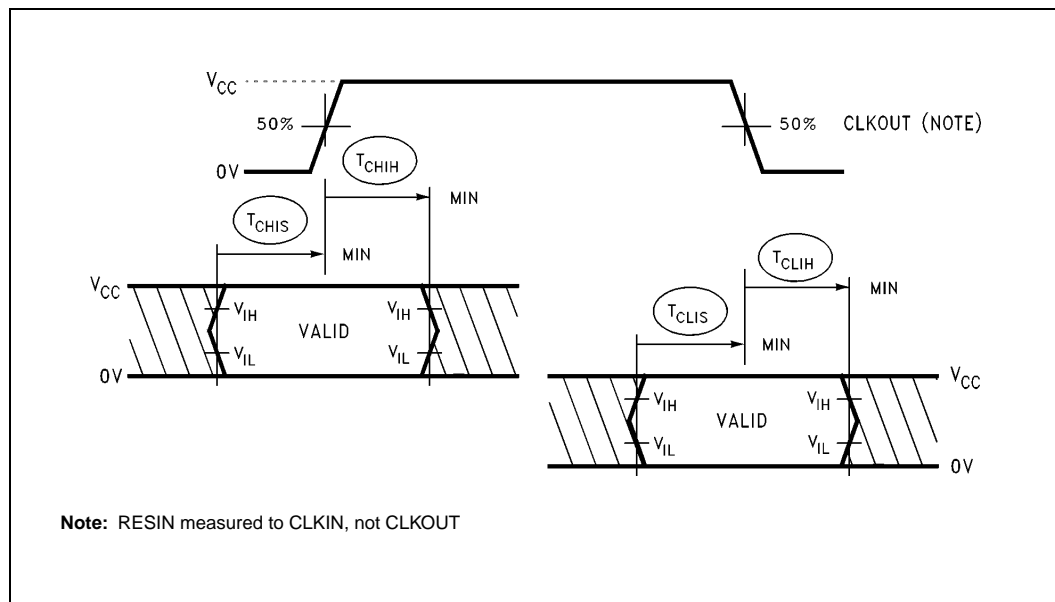 VCC
50%
50% CLKOUT (NOTE)
0V
TCHIH
MIN
TCHIS
MIN
TCLIH
MIN
VCC
VIH
VALID
VIH
TCLIS
MIN
VIL
VIL
0V
VCC
VIH
VALID
VIH
VIL
VIL
0V
Note: RESIN measured to CLKIN, not CLKOUT